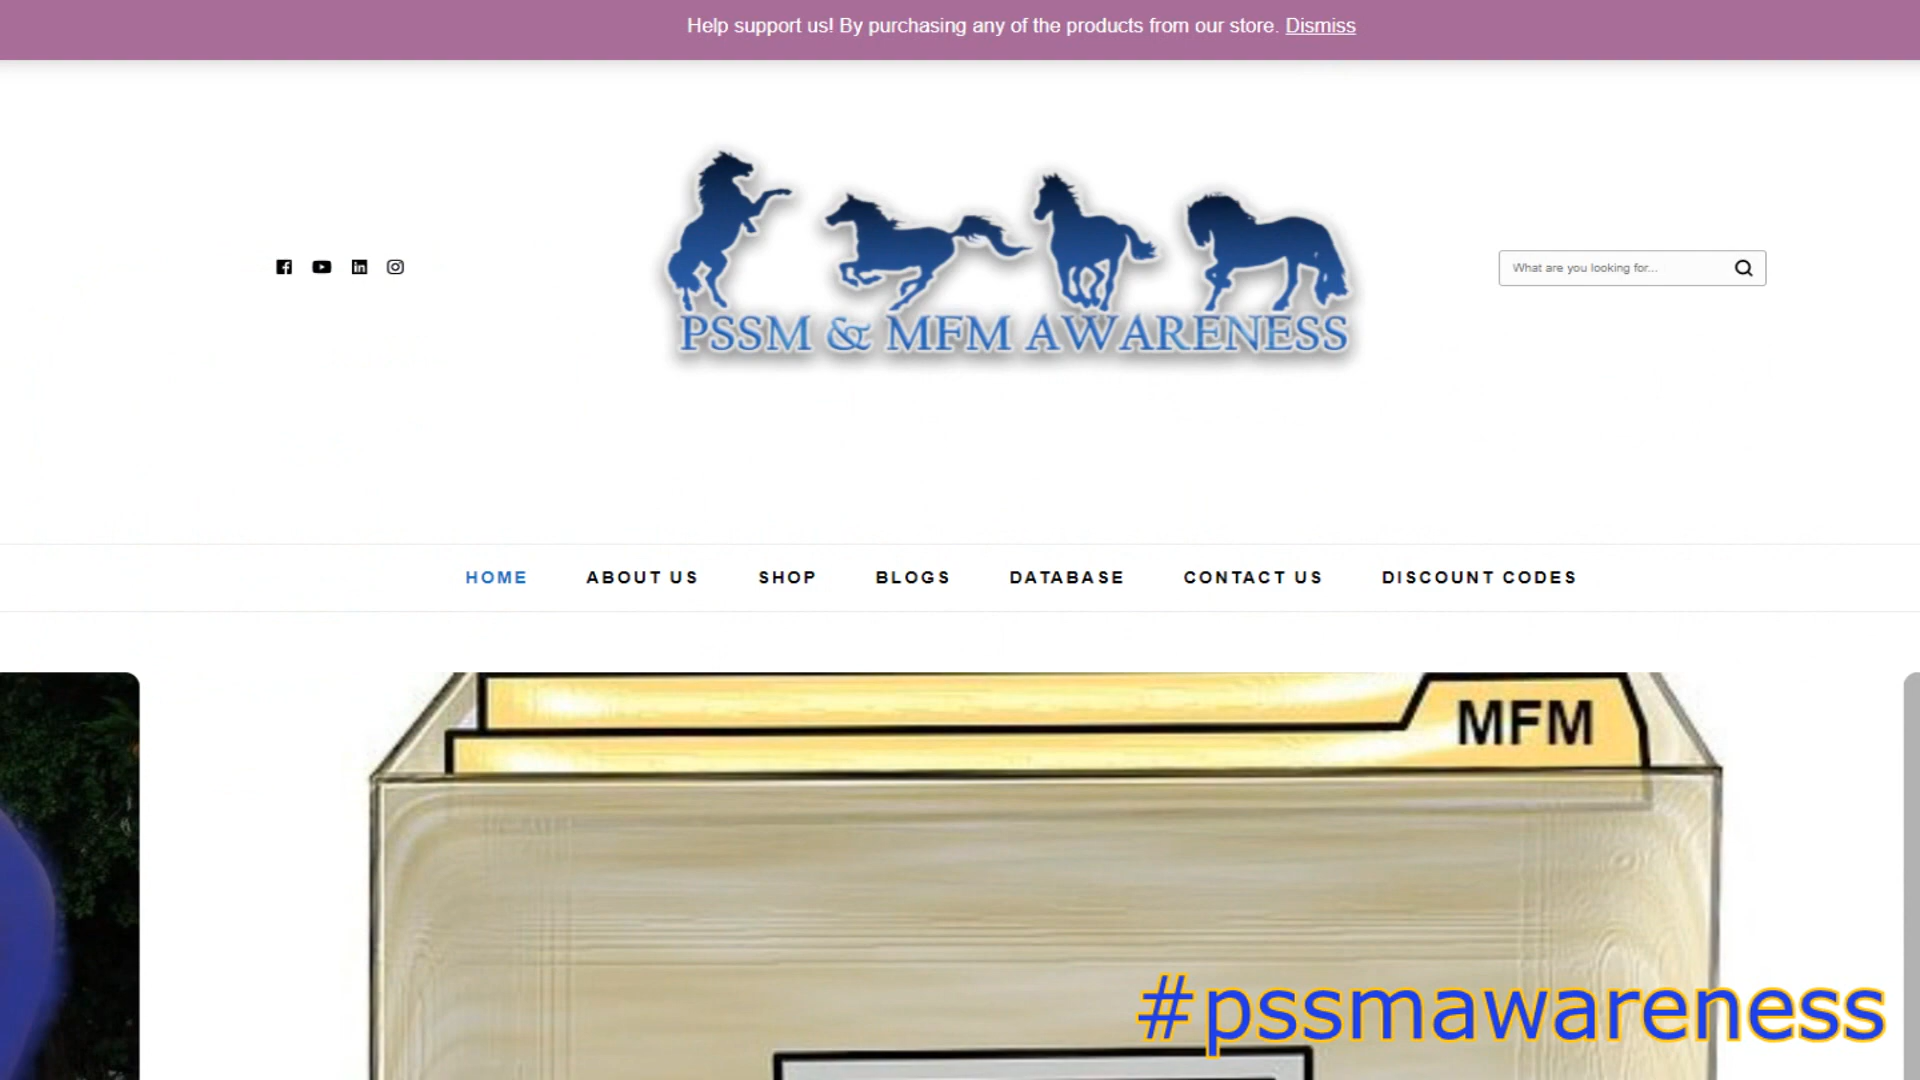 Help support us! By purchasing any of the products from our store. Dismiss
PSSM & MFM AWARENESS
What are you looking for...
HOME ABOUT US SHOP BLOGS DATABASE CONTACT US DISCOUNT CODES
MFM
#pssmawareness